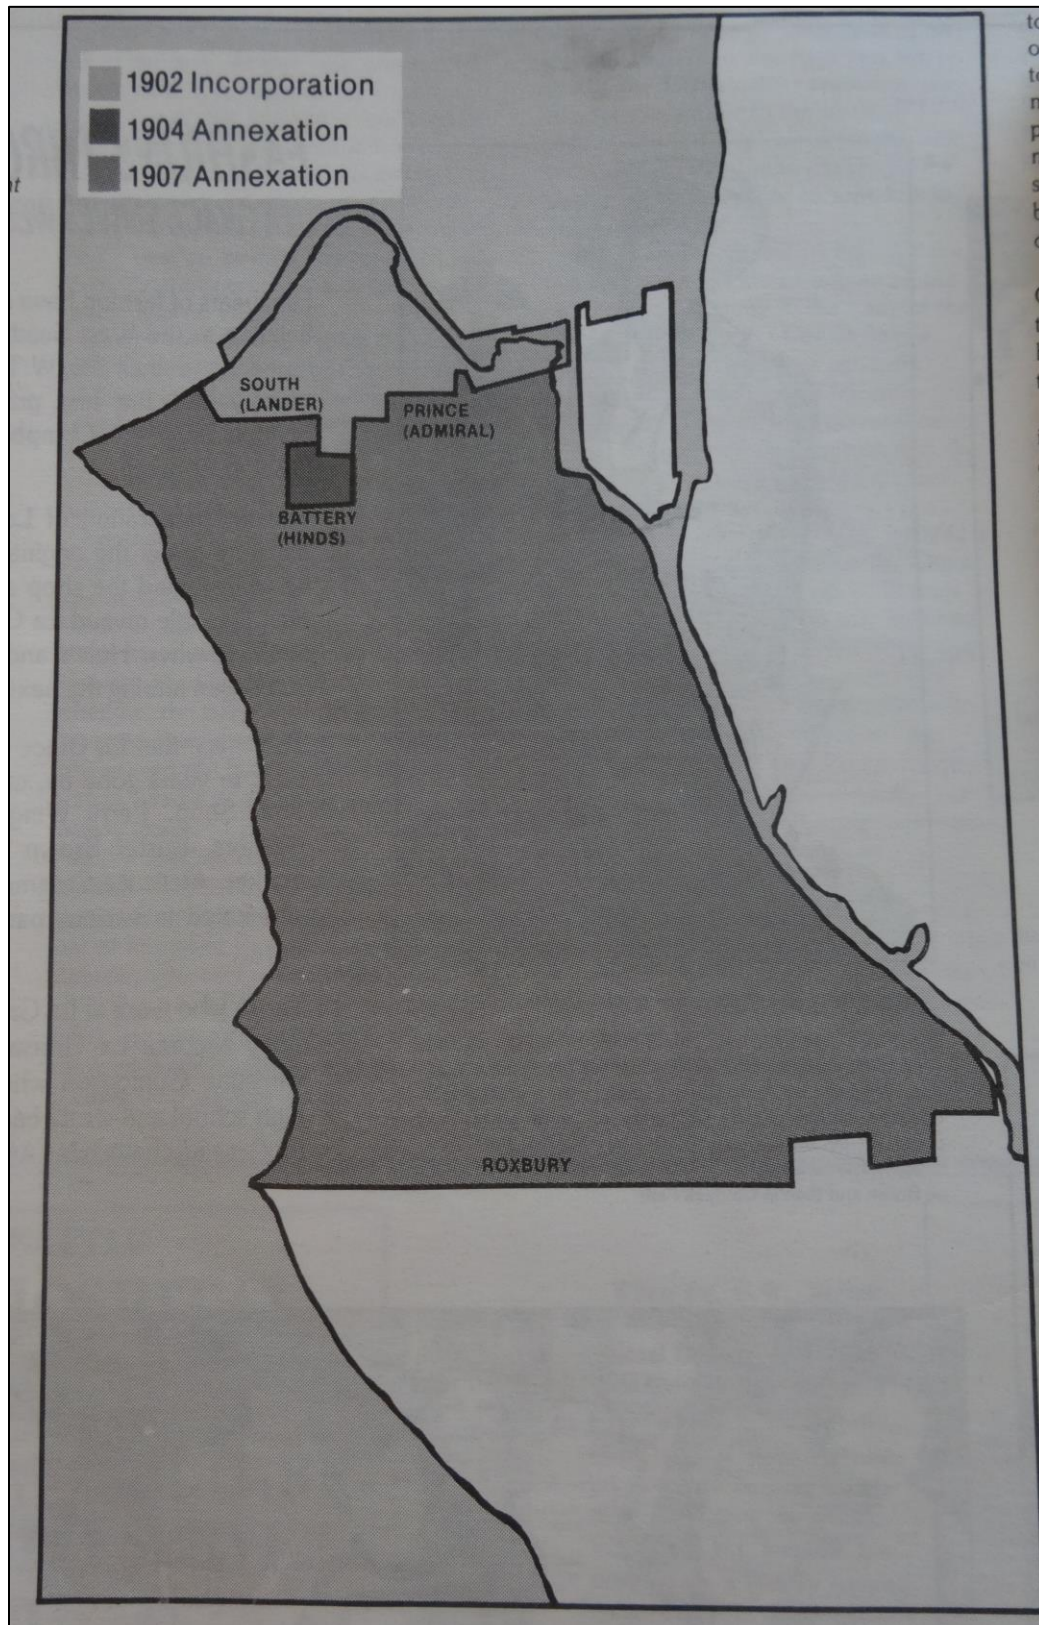 1902 Incorporation
1904 Annexation
1907 Annexation
SOUTH
(LANDER)
PRINCE
(ADMIRAL)
BATTERY
(HINDS)
ROXBURY